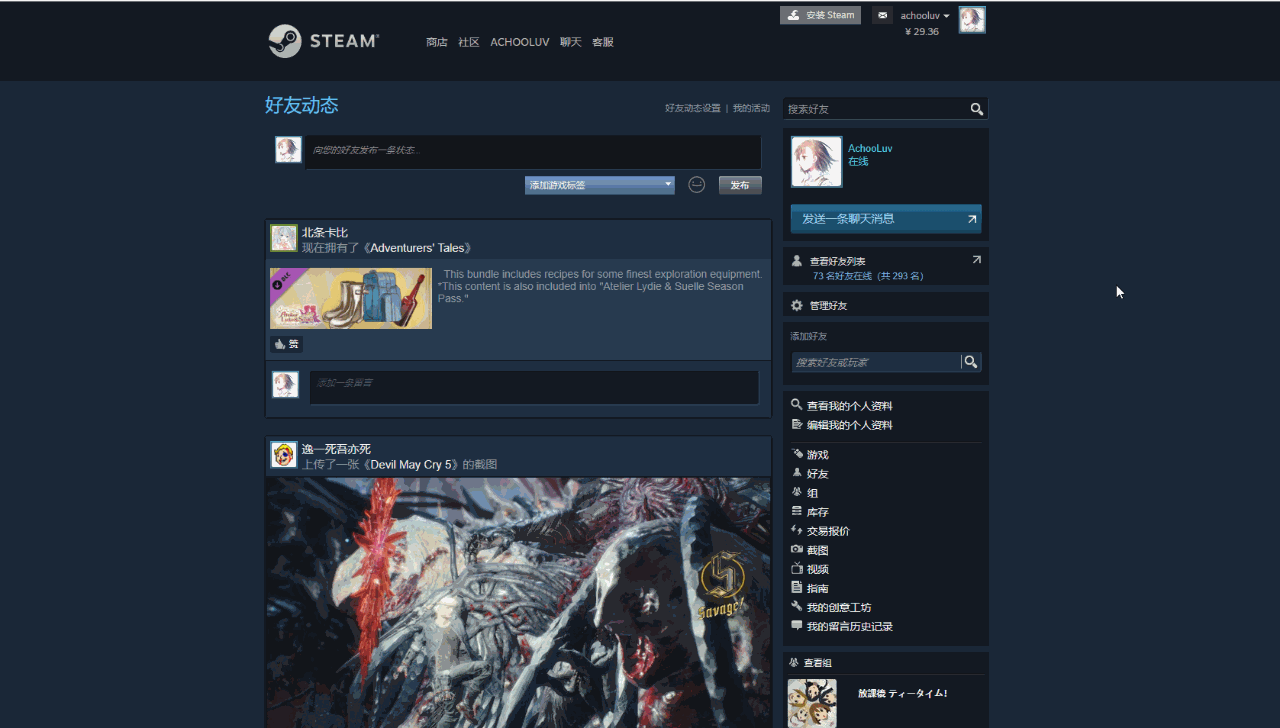 安装 Steam
achooluv
¥ 29.36
STEAM®
商店 社区 ACHOOLUV 聊天 客服
好友动态
好友动态设置 | 我的活动
向您的好友发布一条状态...
添加游戏标签
发布
北条卡比
现在拥有了《Adventurers' Tales》
DLC
This bundle includes recipes for some finest exploration equipment.
*This content is also included into "Atelier Lydie & Suelle Season
Pass."
赞
添加一条留言
逸一死吾亦死
上传了一张《Devil May Cry 5》的截图
S
Savage!
搜索好友
AchooLuv
在线
发送一条聊天消息
查看好友列表
73 名好友在线（共 293 名）
管理好友
添加好友
搜索好友或玩家
查看我的个人资料
编辑我的个人资料
游戏
好友
组
库存
交易报价
截图
视频
指南
我的创意工坊
我的留言历史记录
查看组
放課後 ティータイム!